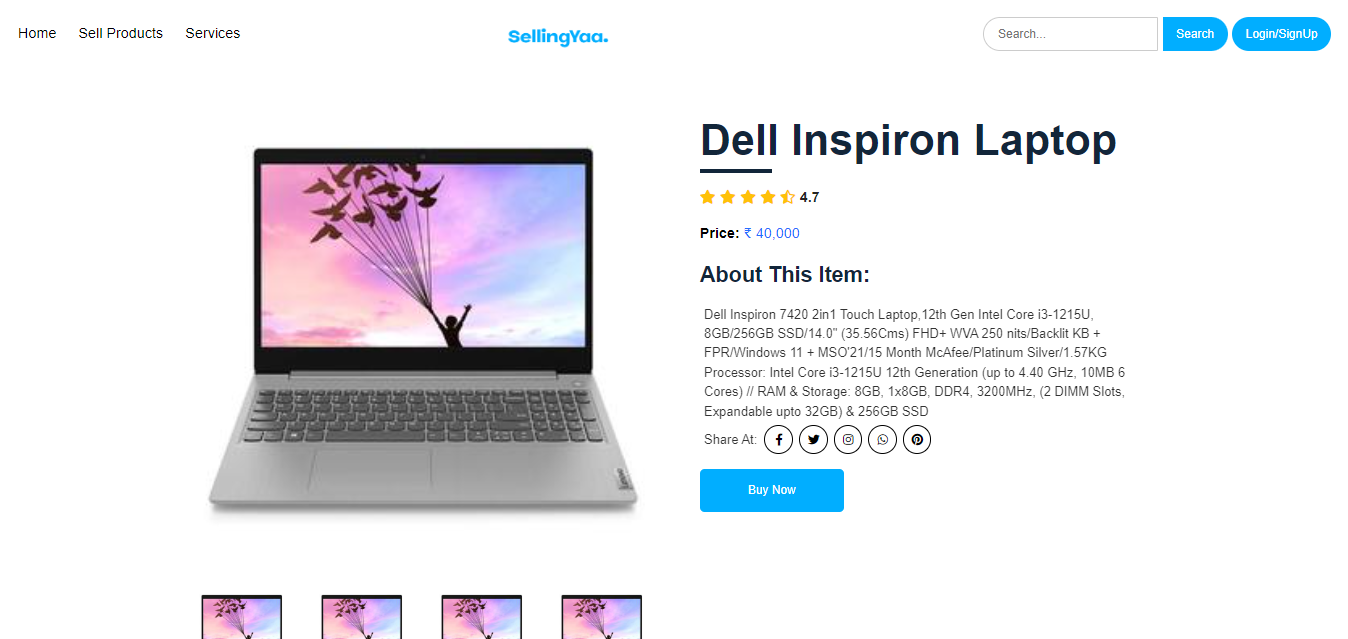 Home Sell Products Services SellingYaa. Search... Search Login/SignUp
Dell Inspiron Laptop
4.7
Price: ₹ 40,000
About This Item:
Dell Inspiron 7420 2in1 Touch Laptop,12th Gen Intel Core i3-1215U,
8GB/256GB SSD/14.0" (35.56Cms) FHD+ WVA 250 nits/Backlit KB +
FPR/Windows 11 + MSO'21/15 Month McAfee/Platinum Silver/1.57KG
Processor: Intel Core i3-1215U 12th Generation (up to 4.40 GHz, 10MB 6
Cores) // RAM & Storage: 8GB, 1x8GB, DDR4, 3200MHz, (2 DIMM Slots,
Expandable upto 32GB) & 256GB SSD
Share At:
Buy Now
Lenovo